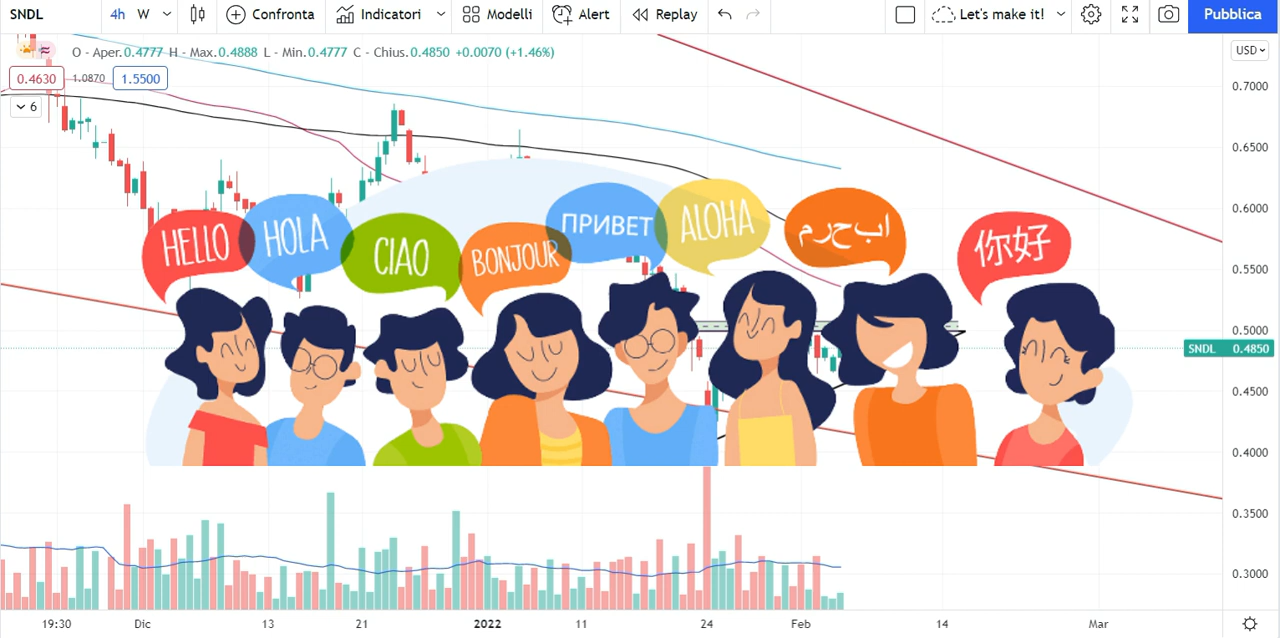 SNDL 4h W Confronta Indicatori Modelli Alert Replay Let's make it! Pubblica
O - Aper.0.4777 H - Max.0.4888 L - Min.0.4777 C - Chius.0.4850 +0.0070 (+1.46%)
USD
0.4630 1.0870 1.5500
6
0.7000
0.6500
0.6000
HELLO
HOLA
CIAO
BONJOUR
ПРИВЕТ
ALOHA
ابحرم
你好
0.5500
0.5000
SNDL 0.4850
0.4500
0.4000
0.3500
0.3000
19:30 Dic 13 21 2022 11 24 Feb 14 Mar